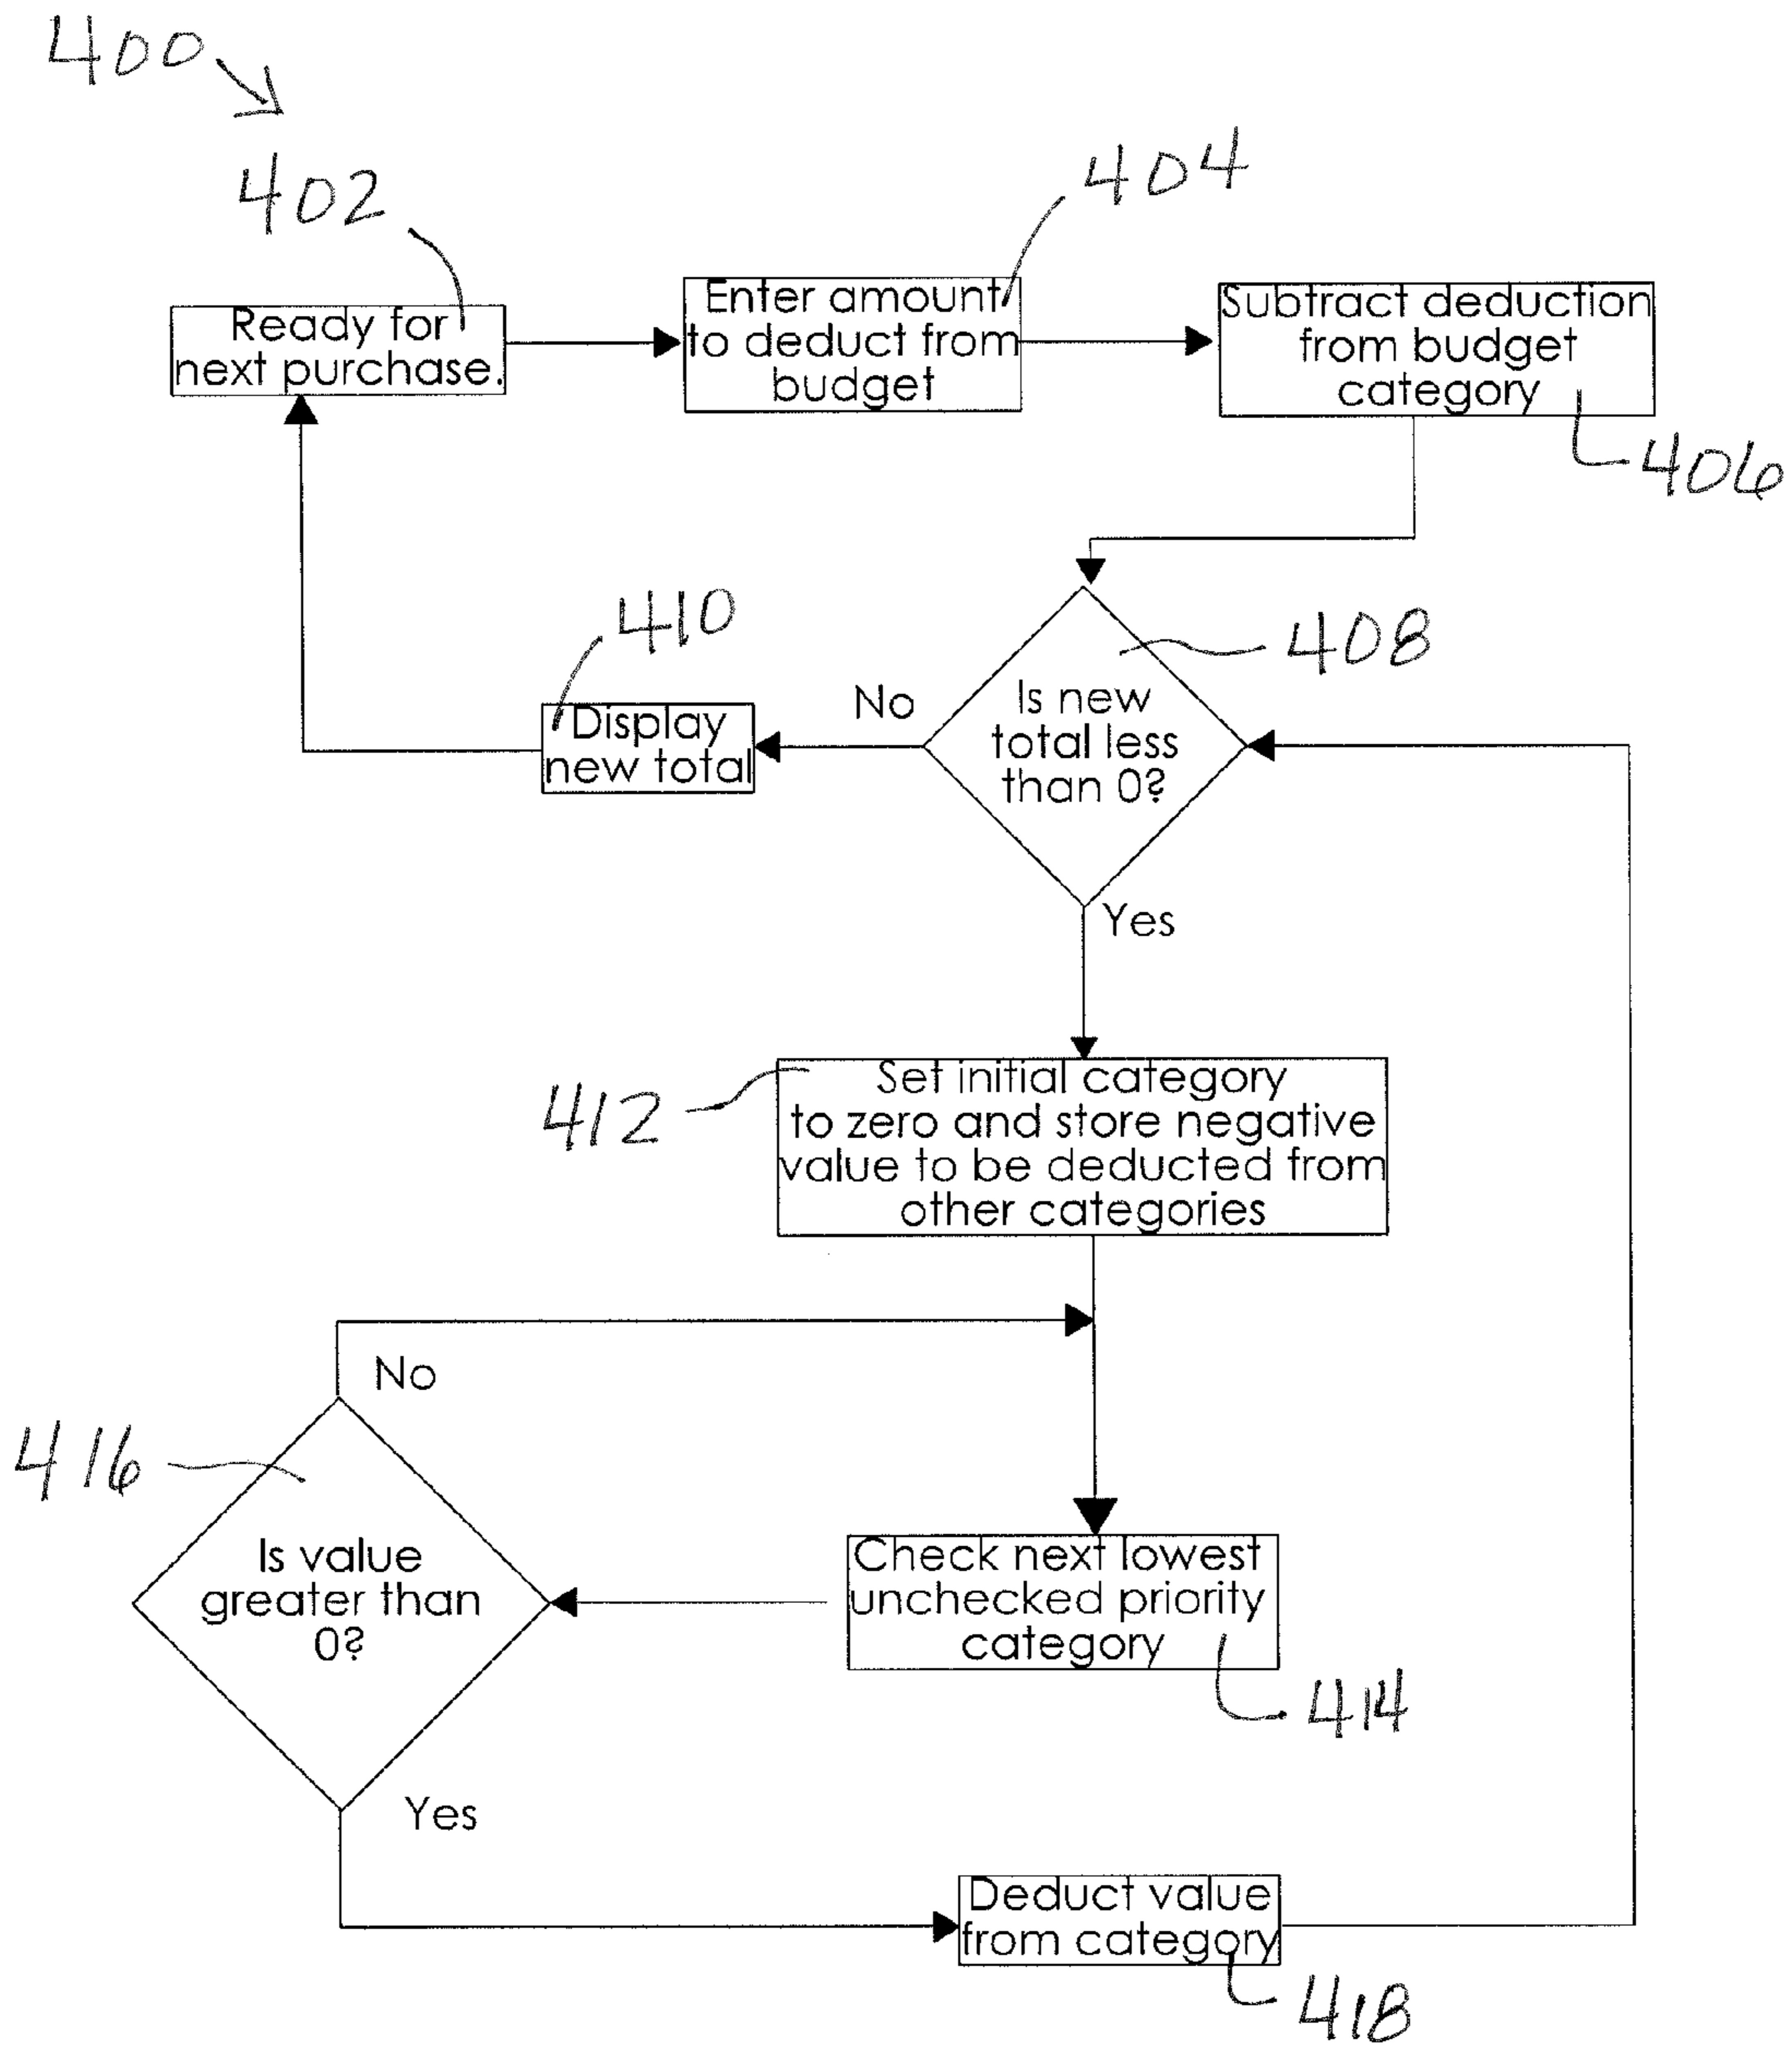 400
402
404
Ready for
next purchase.
Enter amount
to deduct from
budget
Subtract deduction
from budget
category
406
410
408
Display
new total
No
Is new
total less
than 0?
Yes
412
Set initial category
to zero and store negative
value to be deducted from
other categories
No
416
Is value
greater than
0?
Check next lowest
unchecked priority
category
414
Yes
Deduct value
from category
418